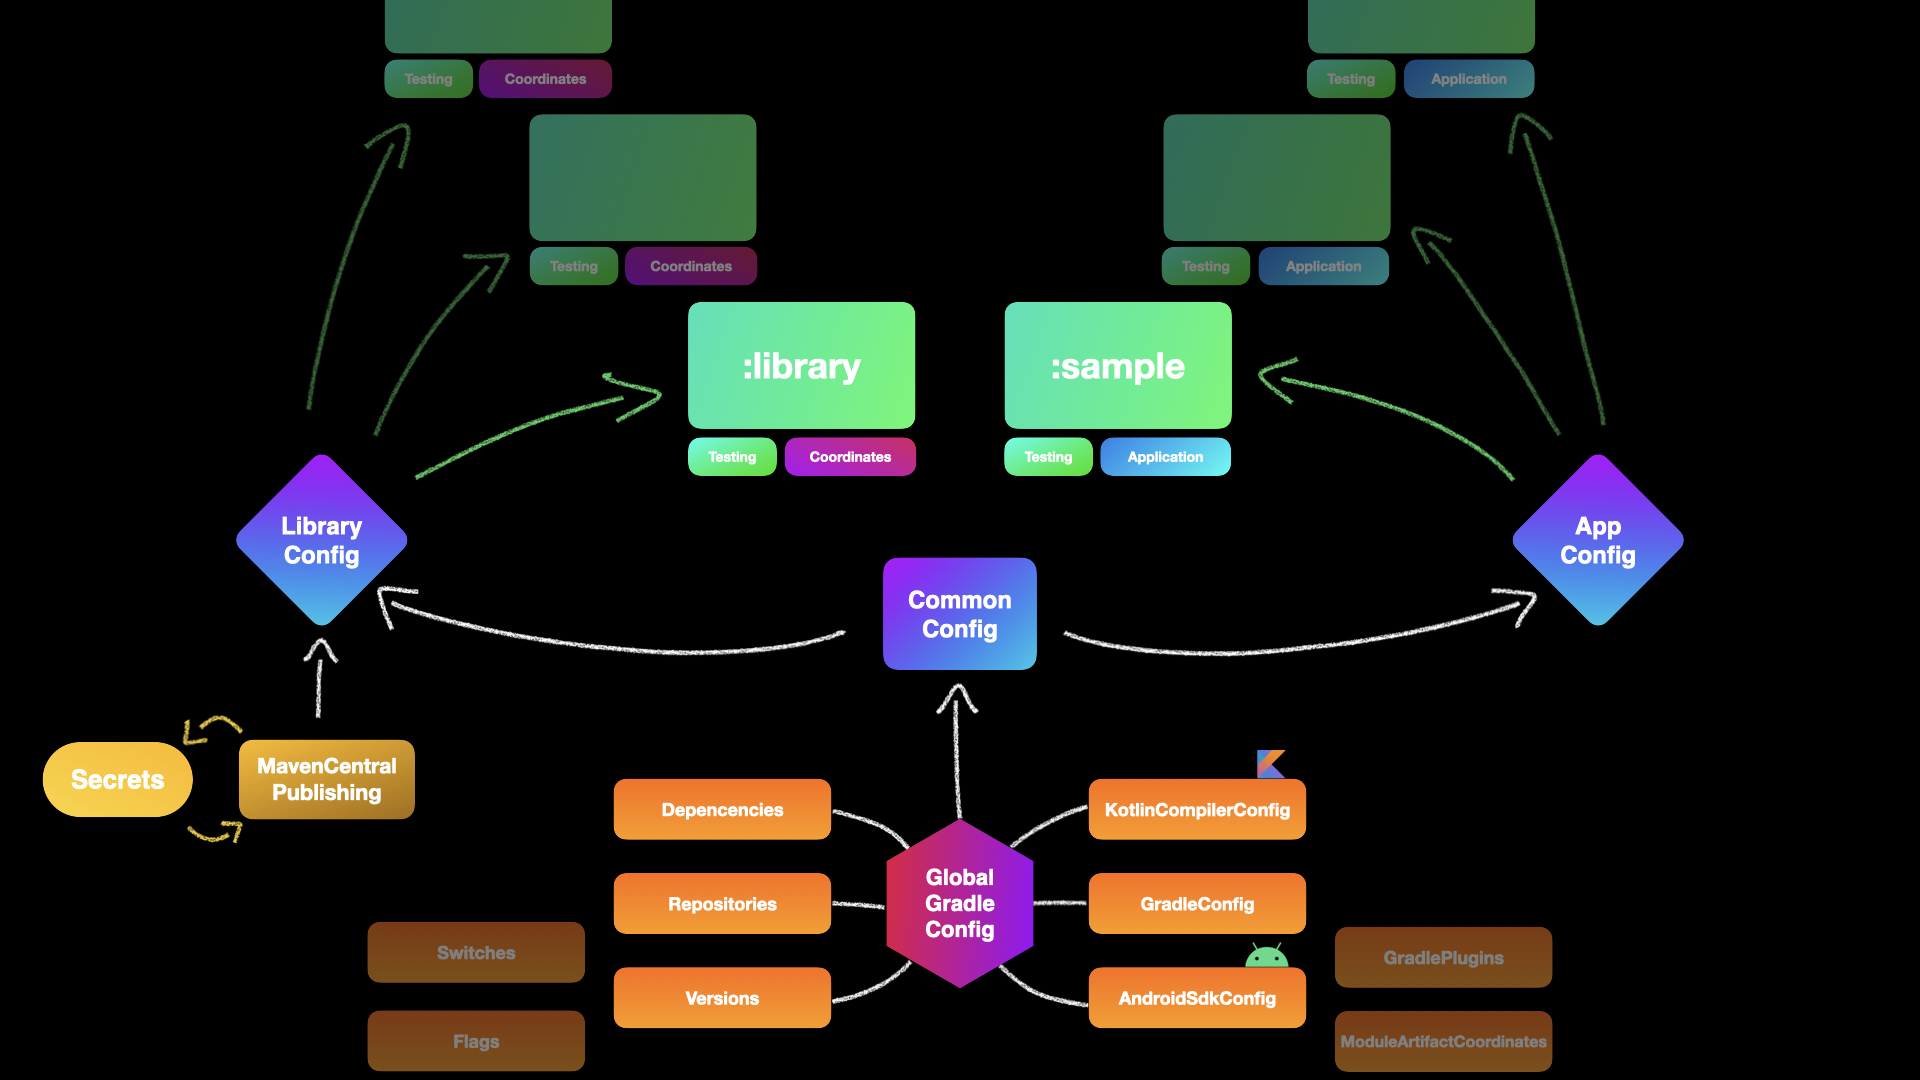 Testing
Coordinates
Testing
Application
Testing
Coordinates
Testing
Application
:library
:sample
Testing
Coordinates
Testing
Application
Library
Config
App
Config
Common
Config
Secrets
MavenCentral
Publishing
Depencencies
KotlinCompilerConfig
Global
Gradle
Config
Repositories
GradleConfig
Switches
GradlePlugins
Versions
AndroidSdkConfig
Flags
ModuleArtifactCoordinates